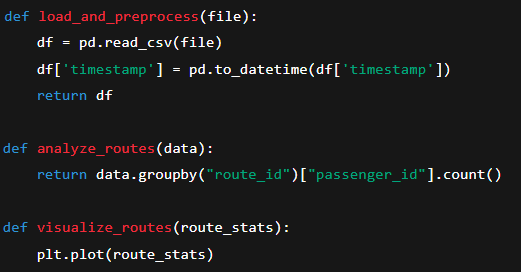 def load_and_preprocess(file):
    df = pd.read_csv(file)
    df['timestamp'] = pd.to_datetime(df['timestamp'])
    return df
def analyze_routes(data):
    return data.groupby("route_id")["passenger_id"].count()
def visualize_routes(route_stats):
    plt.plot(route_stats)